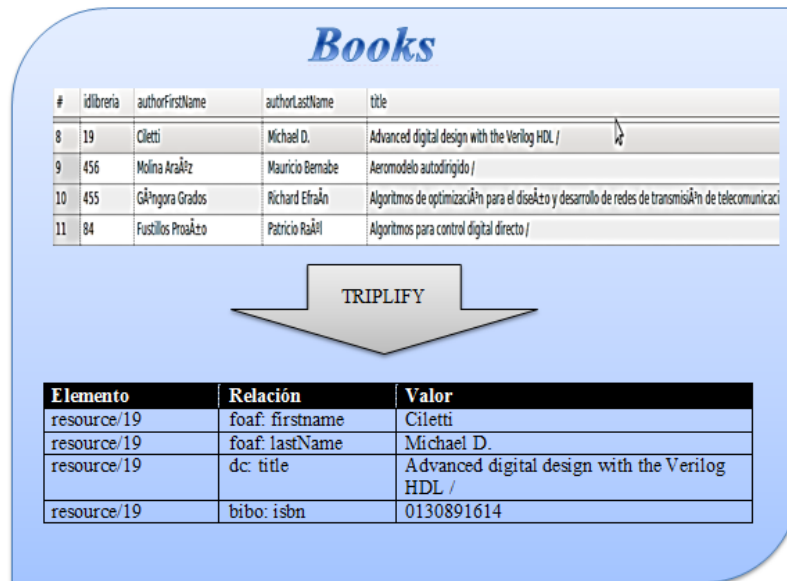 Books
# idlibreria authorFirstName authorLastName title
8 19 Ciletti Michael D. Advanced digital design with the Verilog HDL /
9 456 Molina AraÃºz Mauricio Bernabe Aeromodelo autodirigido /
10 455 GÃ³ngora Grados Richard EfraÃ­n Algoritmos de optimizaciÃ³n para el diseÃ±o y desarrollo de redes de transmisiÃ³n de telecomunicaci
11 84 Fustillos ProaÃ±o Patricio RaÃºl Algoritmos para control digital directo /
TRIPLIFY
Elemento Relación Valor
resource/19 foaf: firstname Ciletti
resource/19 foaf: lastName Michael D.
resource/19 dc: title Advanced digital design with the Verilog
HDL /
resource/19 bibo: isbn 0130891614